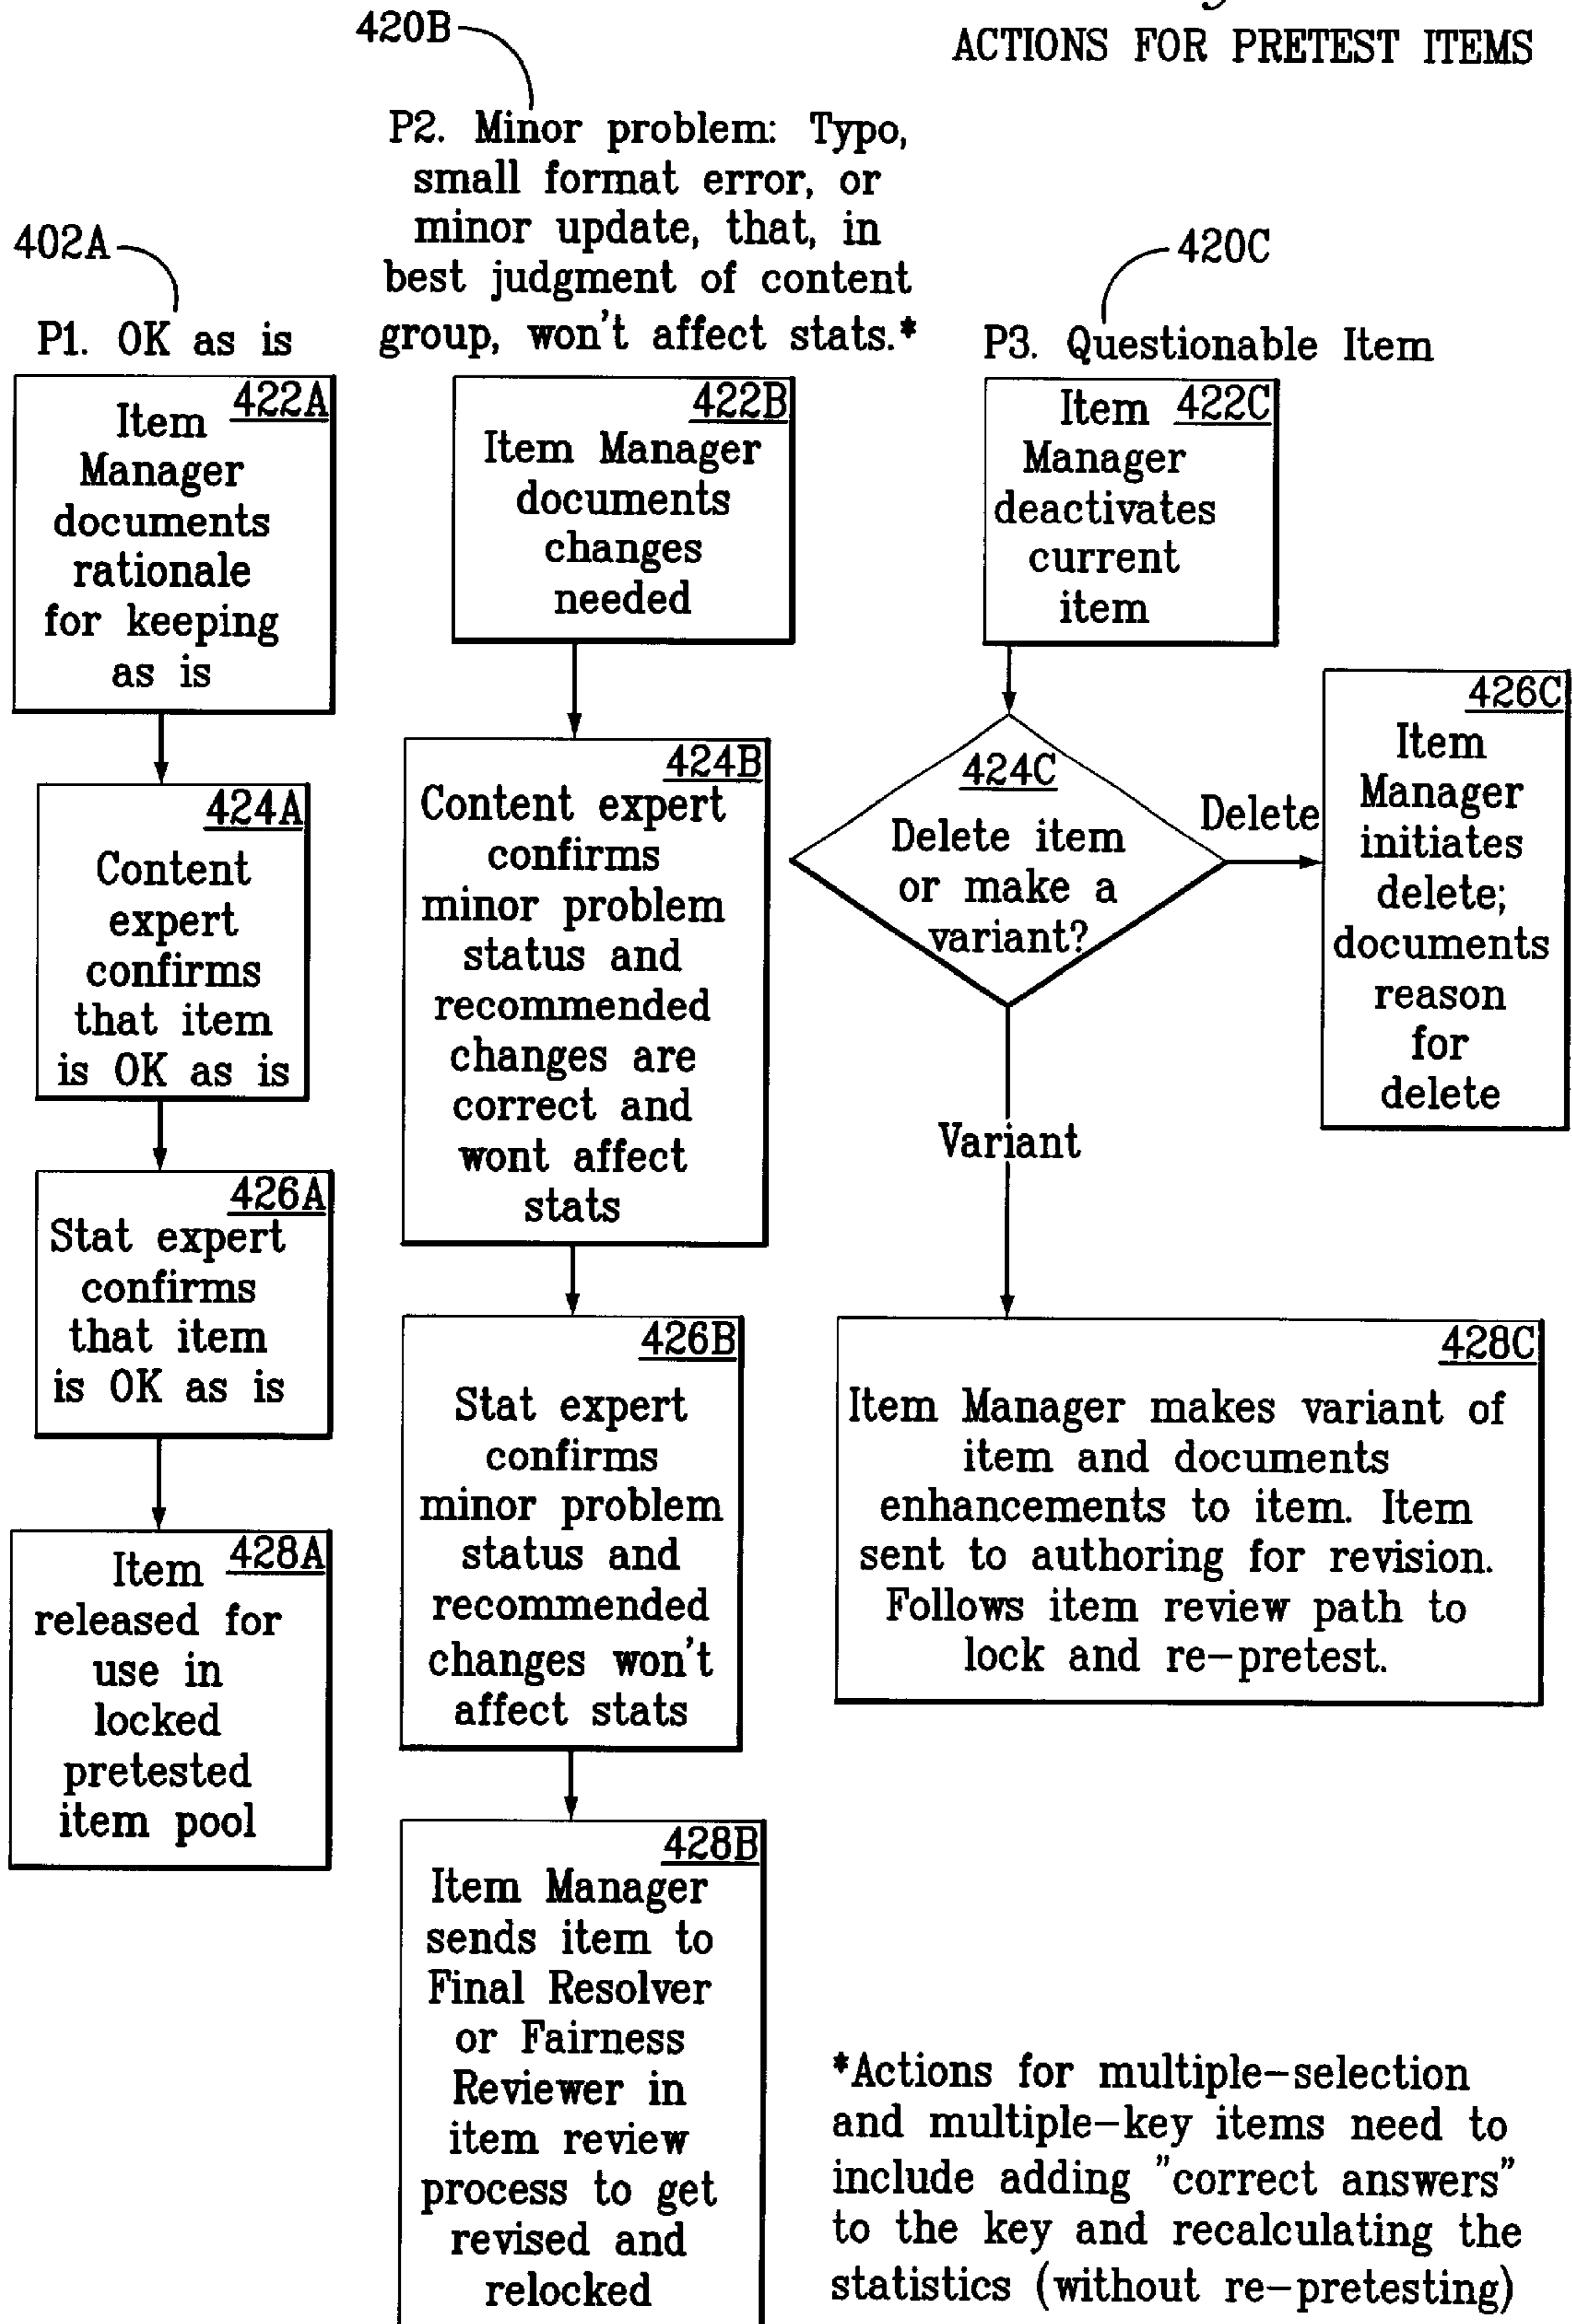 420B
ACTIONS FOR PRETEST ITEMS
P2. Minor problem: Typo,
small format error, or
minor update, that, in
best judgment of content
group, won't affect stats.*
402A
P1. OK as is
420C
P3. Questionable Item
422A
Item
Manager
documents
rationale
for keeping
as is
424A
Content
expert
confirms
that item
is OK as is
426A
Stat expert
confirms
that item
is OK as is
428A
Item
released for
use in
locked
pretested
item pool
422B
Item Manager
documents
changes
needed
424B
Content expert
confirms
minor problem
status and
recommended
changes are
correct and
wont affect
stats
426B
Stat expert
confirms
minor problem
status and
recommended
changes won't
affect stats
428B
Item Manager
sends item to
Final Resolver
or Fairness
Reviewer in
item review
process to get
revised and
relocked
422C
Item
Manager
deactivates
current
item
424C
Delete item
or make a
variant?
Delete
426C
Item
Manager
initiates
delete;
documents
reason
for
delete
Variant
428C
Item Manager makes variant of
item and documents
enhancements to item. Item
sent to authoring for revision.
Follows item review path to
lock and re-pretest.
*Actions for multiple-selection
and multiple-key items need to
include adding "correct answers"
to the key and recalculating the
statistics (without re-pretesting)